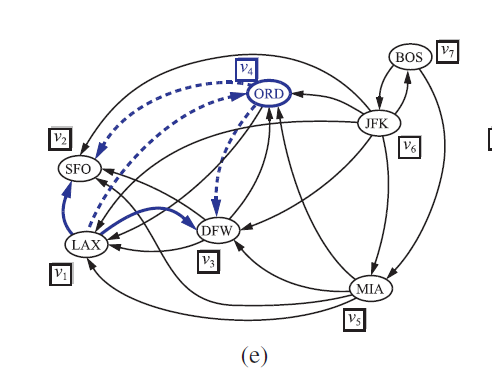 BOS v7
v4
ORD
JFK
v2
v6
SFO
DFW
LAX
v3
v1
MIA
v5
(e)